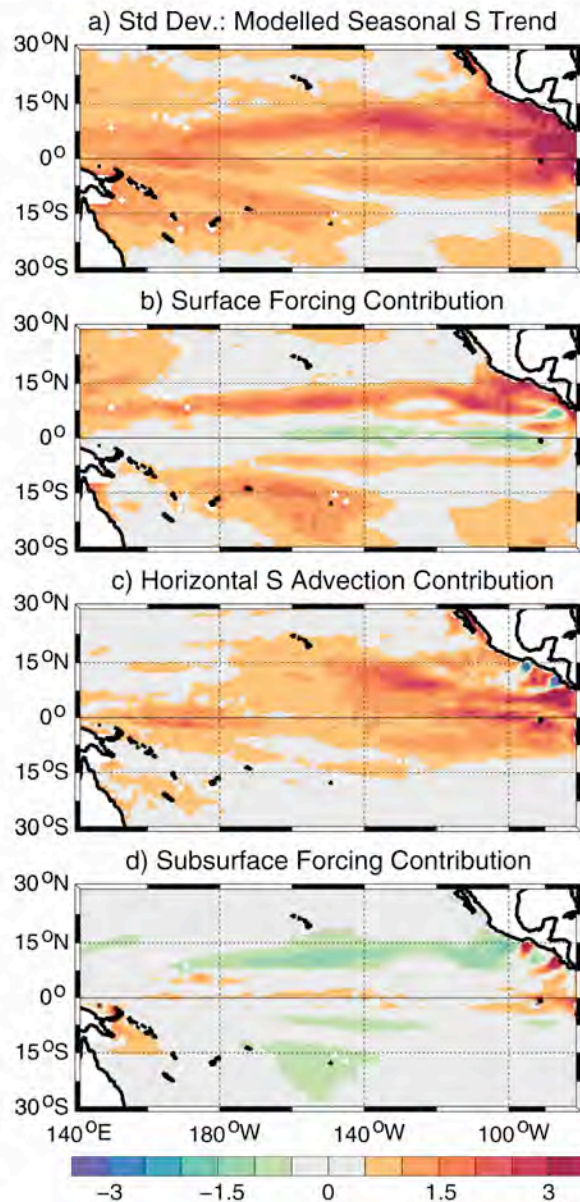 a) Std Dev.: Modelled Seasonal S Trend
30°N
15°N
0°
15°S
30°S
b) Surface Forcing Contribution
30°N
15°N
0°
15°S
30°S
c) Horizontal S Advection Contribution
30°N
15°N
0°
15°S
30°S
d) Subsurface Forcing Contribution
30°N
15°N
0°
15°S
30°S
140°E 180°W 140°W 100°W
−3 −1.5 0 1.5 3